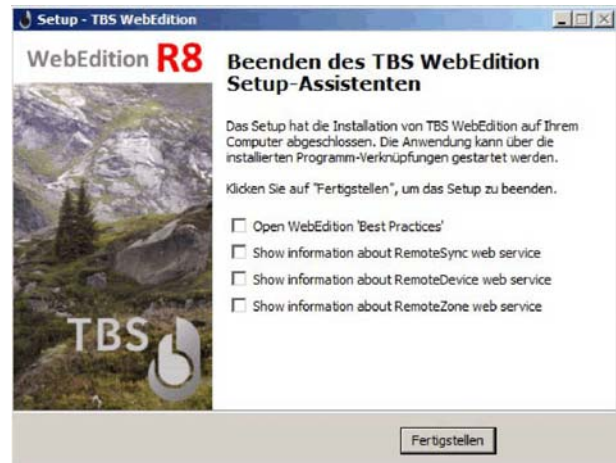 Setup - TBS WebEdition
WebEdition R8
Beenden des TBS WebEdition
Setup-Assistenten
Das Setup hat die Installation von TBS WebEdition auf Ihrem
Computer abgeschlossen. Die Anwendung kann über die
installierten Programm-Verknüpfungen gestartet werden.
Klicken Sie auf "Fertigstellen", um das Setup zu beenden.
Open WebEdition 'Best Practices'
Show information about RemoteSync web service
Show information about RemoteDevice web service
Show information about RemoteZone web service
TBS
Fertigstellen